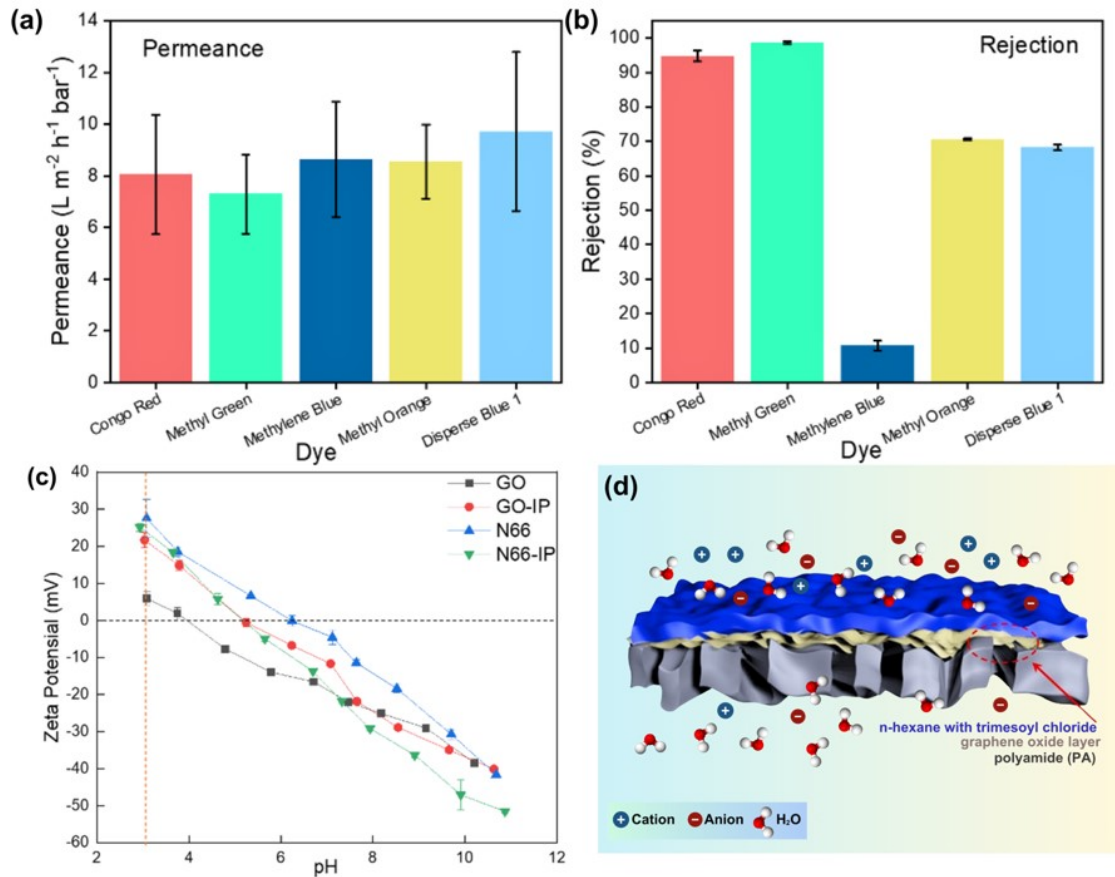 (a)
Permeance
Permeance (L m⁻² h⁻¹ bar⁻¹)
14
12
10
8
6
4
2
0
Congo Red
Methyl Green
Methylene Blue
Methyl Orange
Disperse Blue 1
Dye
(b)
Rejection
Rejection (%)
100
90
80
70
60
50
40
30
20
10
0
Congo Red
Methyl Green
Methylene Blue
Methyl Orange
Disperse Blue 1
Dye
(c)
GO
GO-IP
N66
N66-IP
Zeta Potential (mV)
40
30
20
10
0
-10
-20
-30
-40
-50
-60
2
4
6
8
10
12
pH
(d)
n-hexane with trimesoyl chloride
graphene oxide layer
polyamide (PA)
Cation Anion H₂O